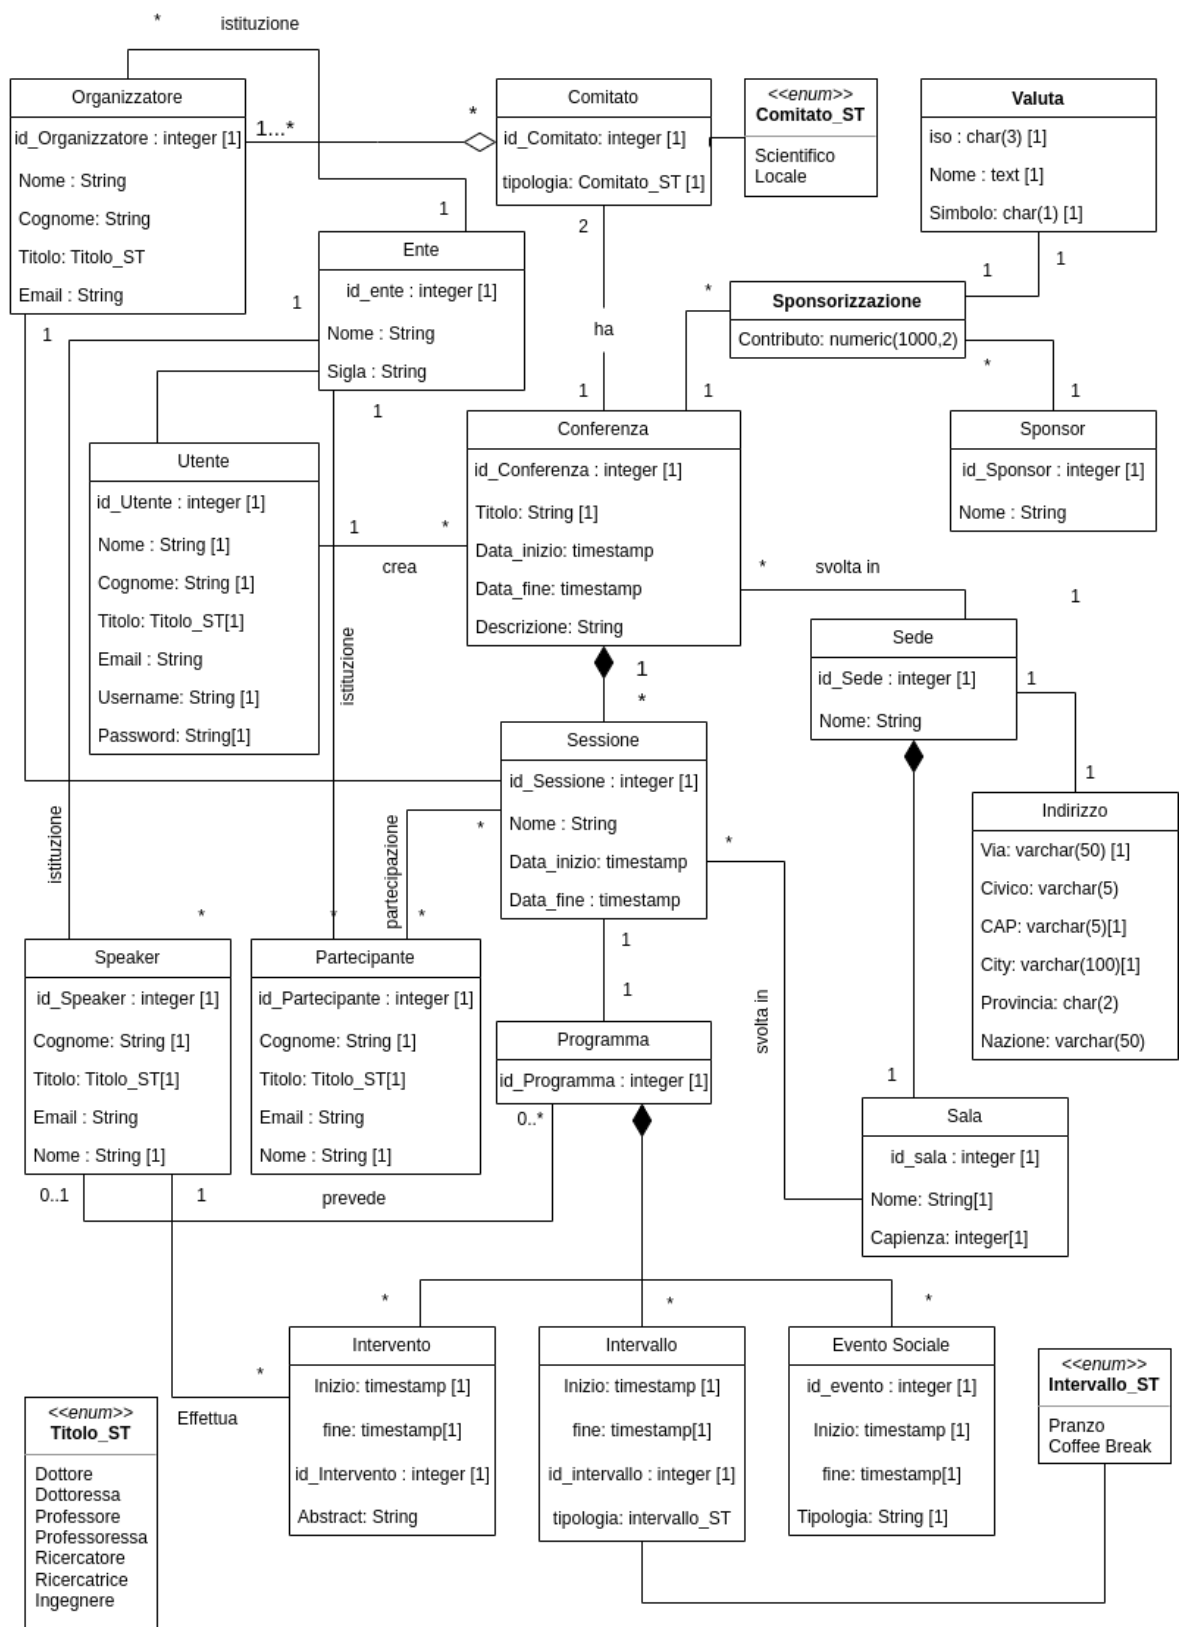 * istituzione
Organizzatore
id_Organizzatore : integer [1]
Nome : String
Cognome: String
Titolo: Titolo_ST
Email : String
1...*
*
Comitato
id_Comitato: integer [1]
tipologia: Comitato_ST [1]
<<enum>>
Comitato_ST
Scientifico
Locale
Valuta
iso : char(3) [1]
Nome : text [1]
Simbolo: char(1) [1]
1
2
1
1
Ente
id_ente : integer [1]
Nome : String
Sigla : String
1
1
1
ha
*
Sponsorizzazione
Contributo: numeric(1000,2)
*
1
1
1
Sponsor
id_Sponsor : integer [1]
Nome : String
Utente
id_Utente : integer [1]
Nome : String [1]
Cognome: String [1]
Titolo: Titolo_ST[1]
Email : String
Username: String [1]
Password: String[1]
1
*
crea
Conferenza
id_Conferenza : integer [1]
Titolo: String [1]
Data_inizio: timestamp
Data_fine: timestamp
Descrizione: String
* svolta in
1
Sede
id_Sede : integer [1]
Nome: String
1
1
Indirizzo
Via: varchar(50) [1]
Civico: varchar(5)
CAP: varchar(5)[1]
City: varchar(100)[1]
Provincia: char(2)
Nazione: varchar(50)
istituzione
1
*
Sessione
id_Sessione : integer [1]
Nome : String
Data_inizio: timestamp
Data_fine : timestamp
istituzione
partecipazione
*
*
*
*
*
svolta in
Speaker
id_Speaker : integer [1]
Cognome: String [1]
Titolo: Titolo_ST[1]
Email : String
Nome : String [1]
Partecipante
id_Partecipante : integer [1]
Cognome: String [1]
Titolo: Titolo_ST[1]
Email : String
Nome : String [1]
1
1
Programma
id_Programma : integer [1]
0..*
1
Sala
id_sala : integer [1]
Nome: String[1]
Capienza: integer[1]
0..1
1
prevede
*
*
*
*
Effettua
Intervento
Inizio: timestamp [1]
fine: timestamp[1]
id_Intervento : integer [1]
Abstract: String
Intervallo
Inizio: timestamp [1]
fine: timestamp[1]
id_intervallo : integer [1]
tipologia: intervallo_ST
Evento Sociale
id_evento : integer [1]
Inizio: timestamp [1]
fine: timestamp[1]
Tipologia: String [1]
<<enum>>
Intervallo_ST
Pranzo
Coffee Break
<<enum>>
Titolo_ST
Dottore
Dottoressa
Professore
Professoressa
Ricercatore
Ricercatrice
Ingegnere